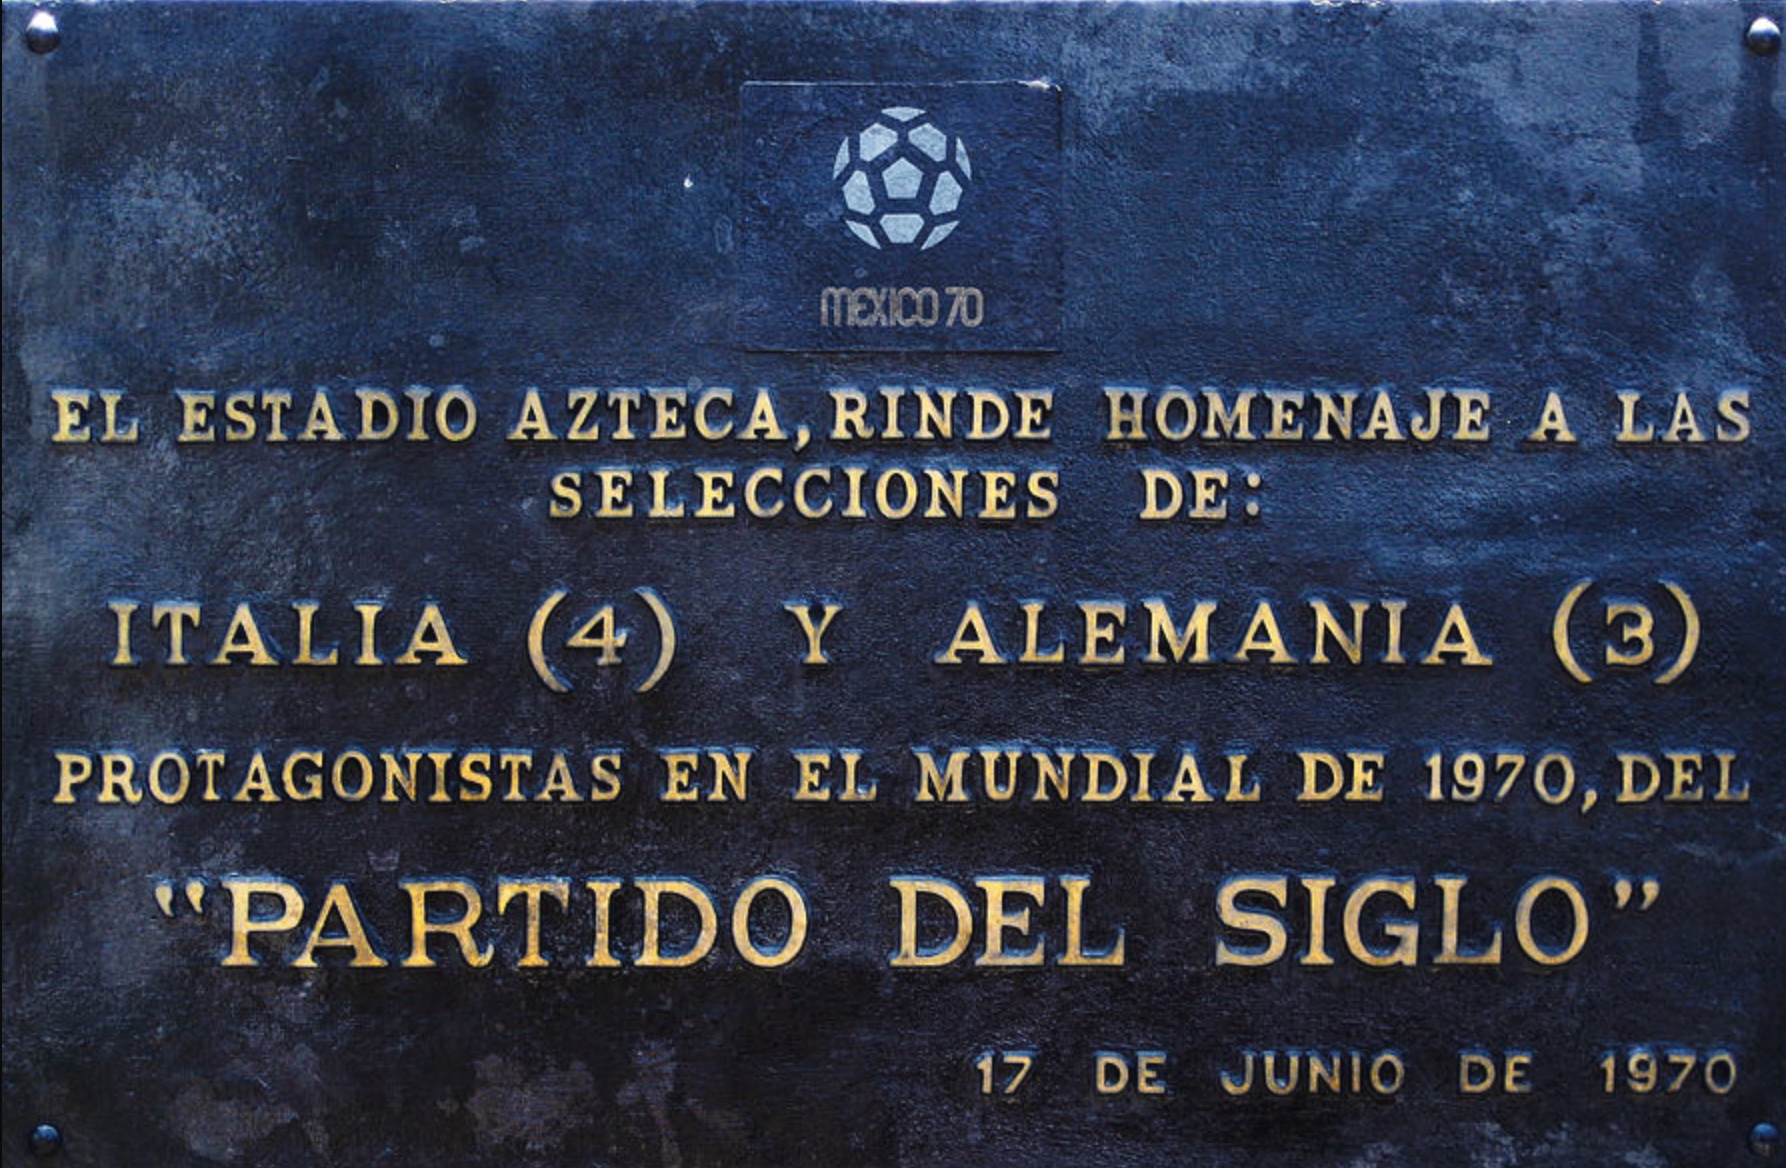 MEXICO 70
EL ESTADIO AZTECA, RINDE HOMENAJE A LAS
SELECCIONES DE:
ITALIA (4) Y ALEMANIA (3)
PROTAGONISTAS EN EL MUNDIAL DE 1970, DEL
"PARTIDO DEL SIGLO"
17 DE JUNIO DE 1970